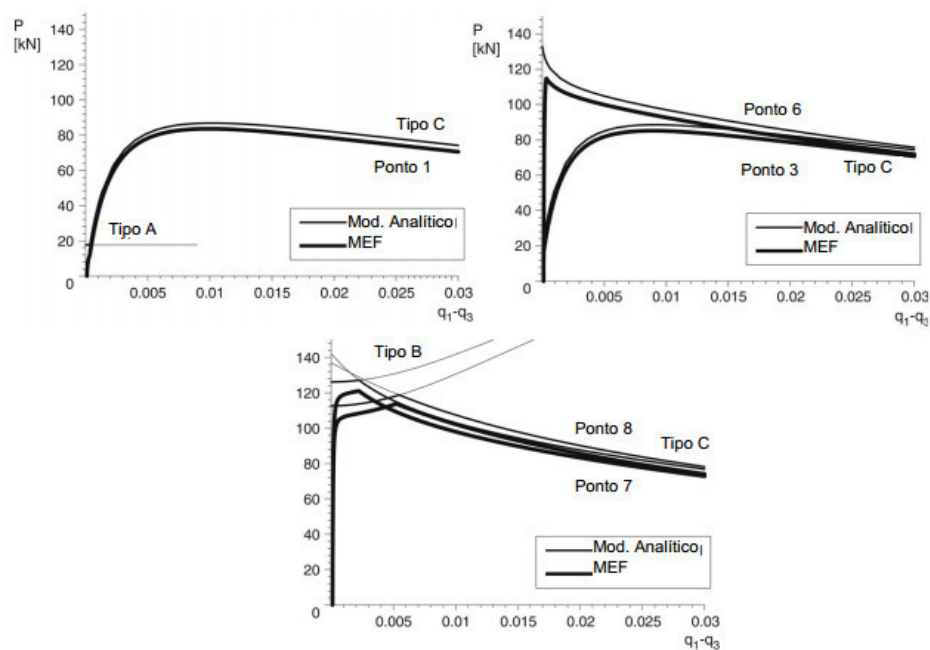 P
[kN]
140
120
100
80
60
40
20
0
Tipo C
Ponto 1
Tipo A
Mod. Analítico
MEF
0.005
0.01
0.015
0.02
0.025
0.03
q1-q3
P
[kN]
140
120
100
80
60
40
20
0
Ponto 6
Ponto 3
Tipo C
Mod. Analítico
MEF
0.005
0.01
0.015
0.02
0.025
0.03
q1-q3
P
[kN]
140
120
100
80
60
40
20
0
Tipo B
Ponto 8
Tipo C
Ponto 7
Mod. Analítico
MEF
0.005
0.01
0.015
0.02
0.025
0.03
q1-q3